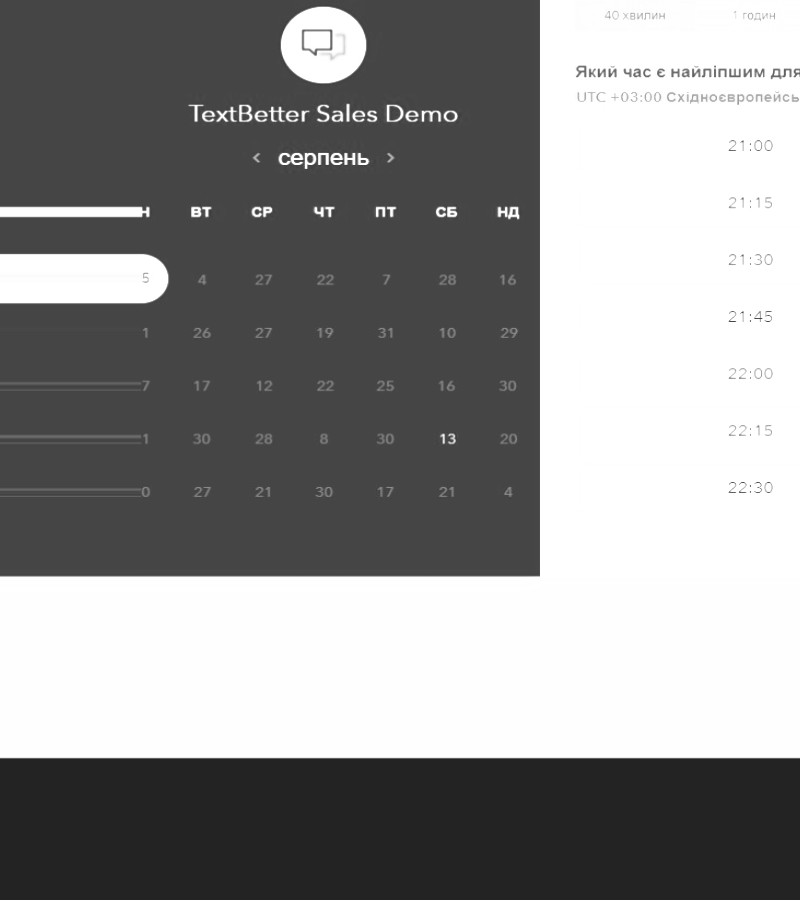 TextBetter Sales Demo
серпень
Н ВТ СР ЧТ ПТ СБ НД
5 4 27 22 7 28 16
1 26 27 19 31 10 29
7 17 12 22 25 16 30
1 30 28 8 30 13 20
0 27 21 30 17 21 4
40 хвилин 1 годин
Який час є найліпшим для
UTC +03:00 Східноєвропейсь
21:00
21:15
21:30
21:45
22:00
22:15
22:30